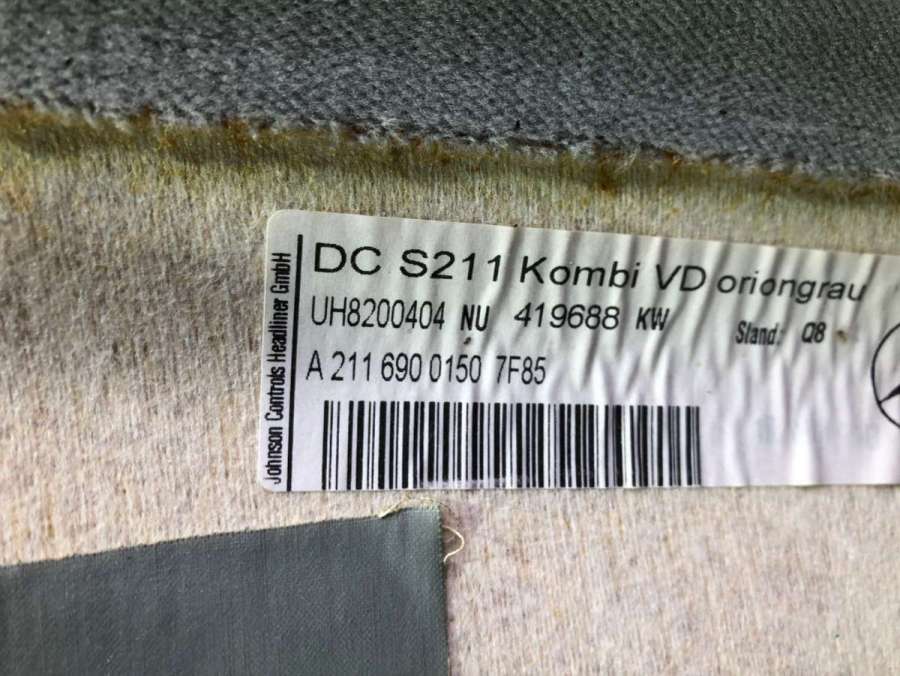 Johnson Controls Headliner GmbH
DC S211 Kombi VD oriongrau
UH8200404 NU 419688 KW
Stand: Q8
A 211 690 0150 7F85